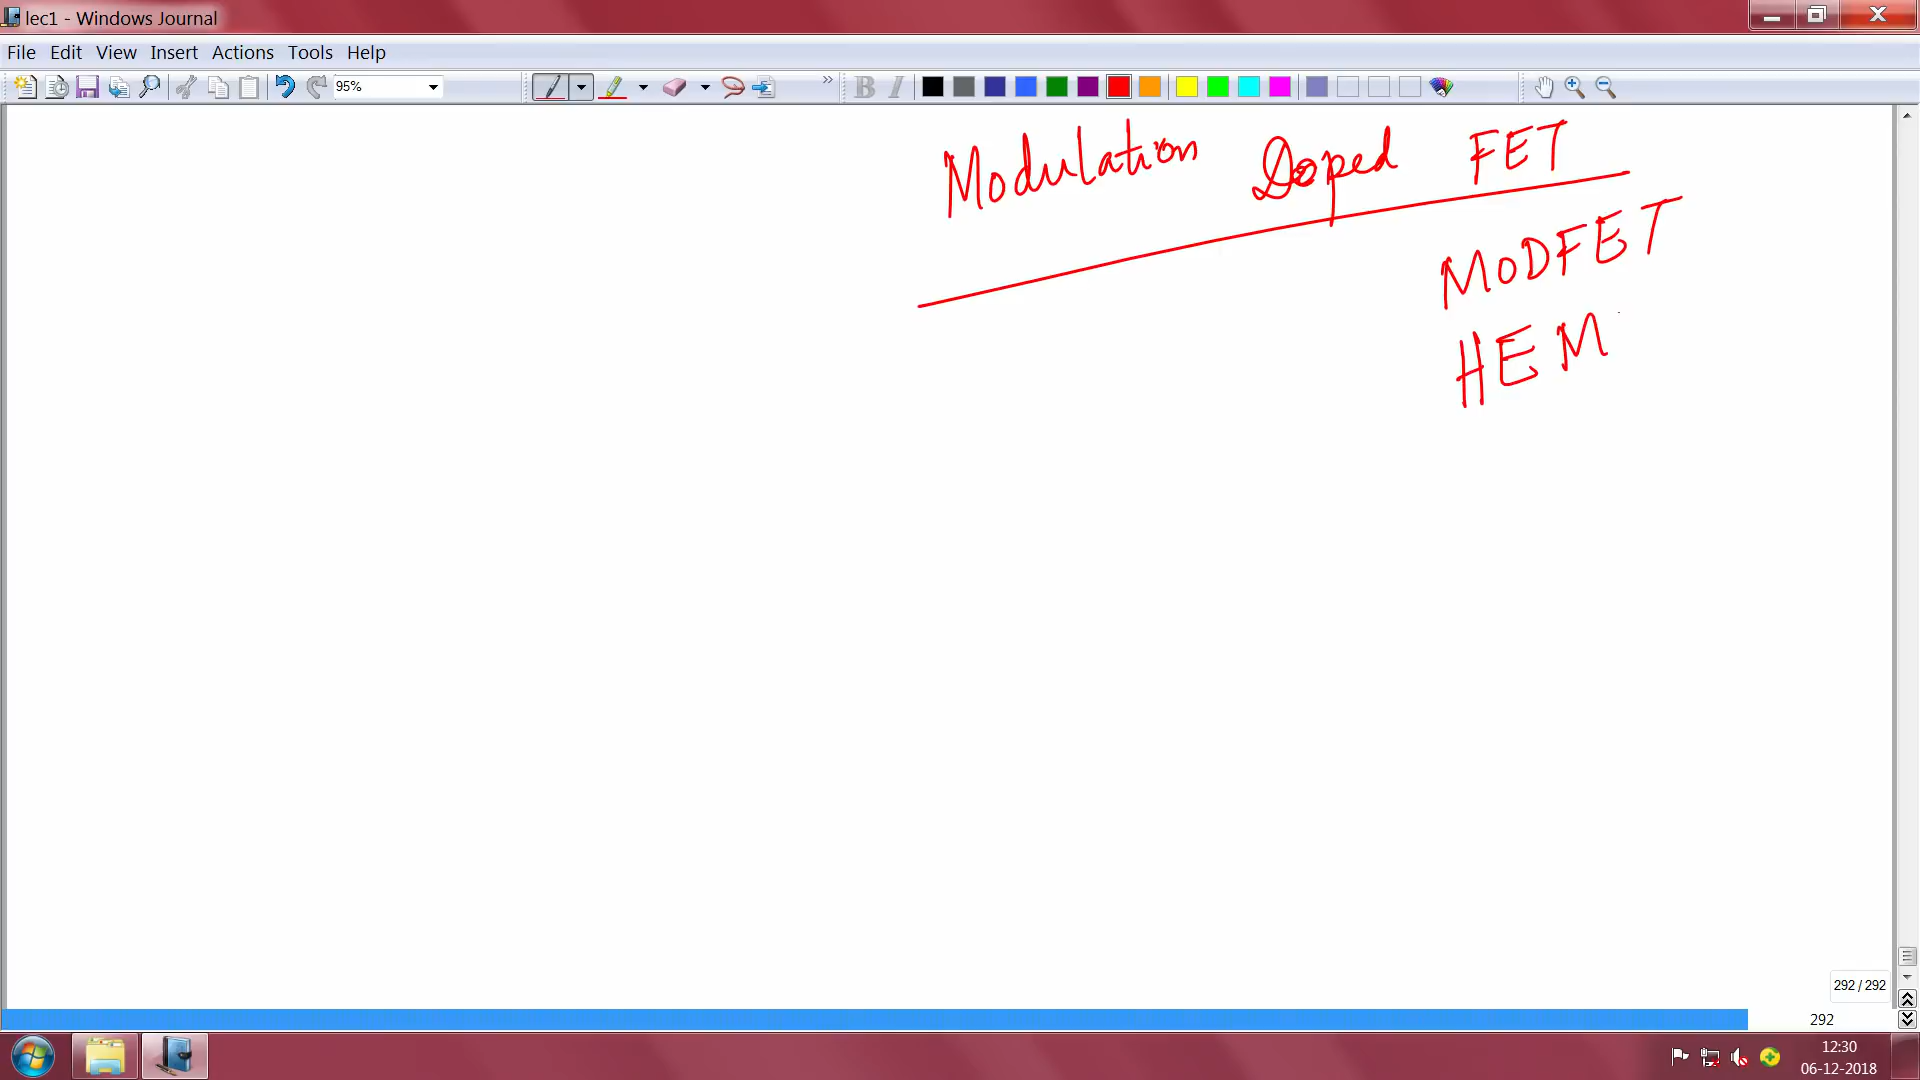 lec1 - Windows Journal
File Edit View Insert Actions Tools Help
95%
Modulation Doped FET
MODFET
HEM
292 / 292
292
12:30
06-12-2018